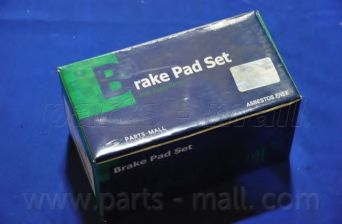 Brake Pad Set
PARTS-MALL
ASBESTOS FREE
Brake Pad Set
www.parts-mall.com